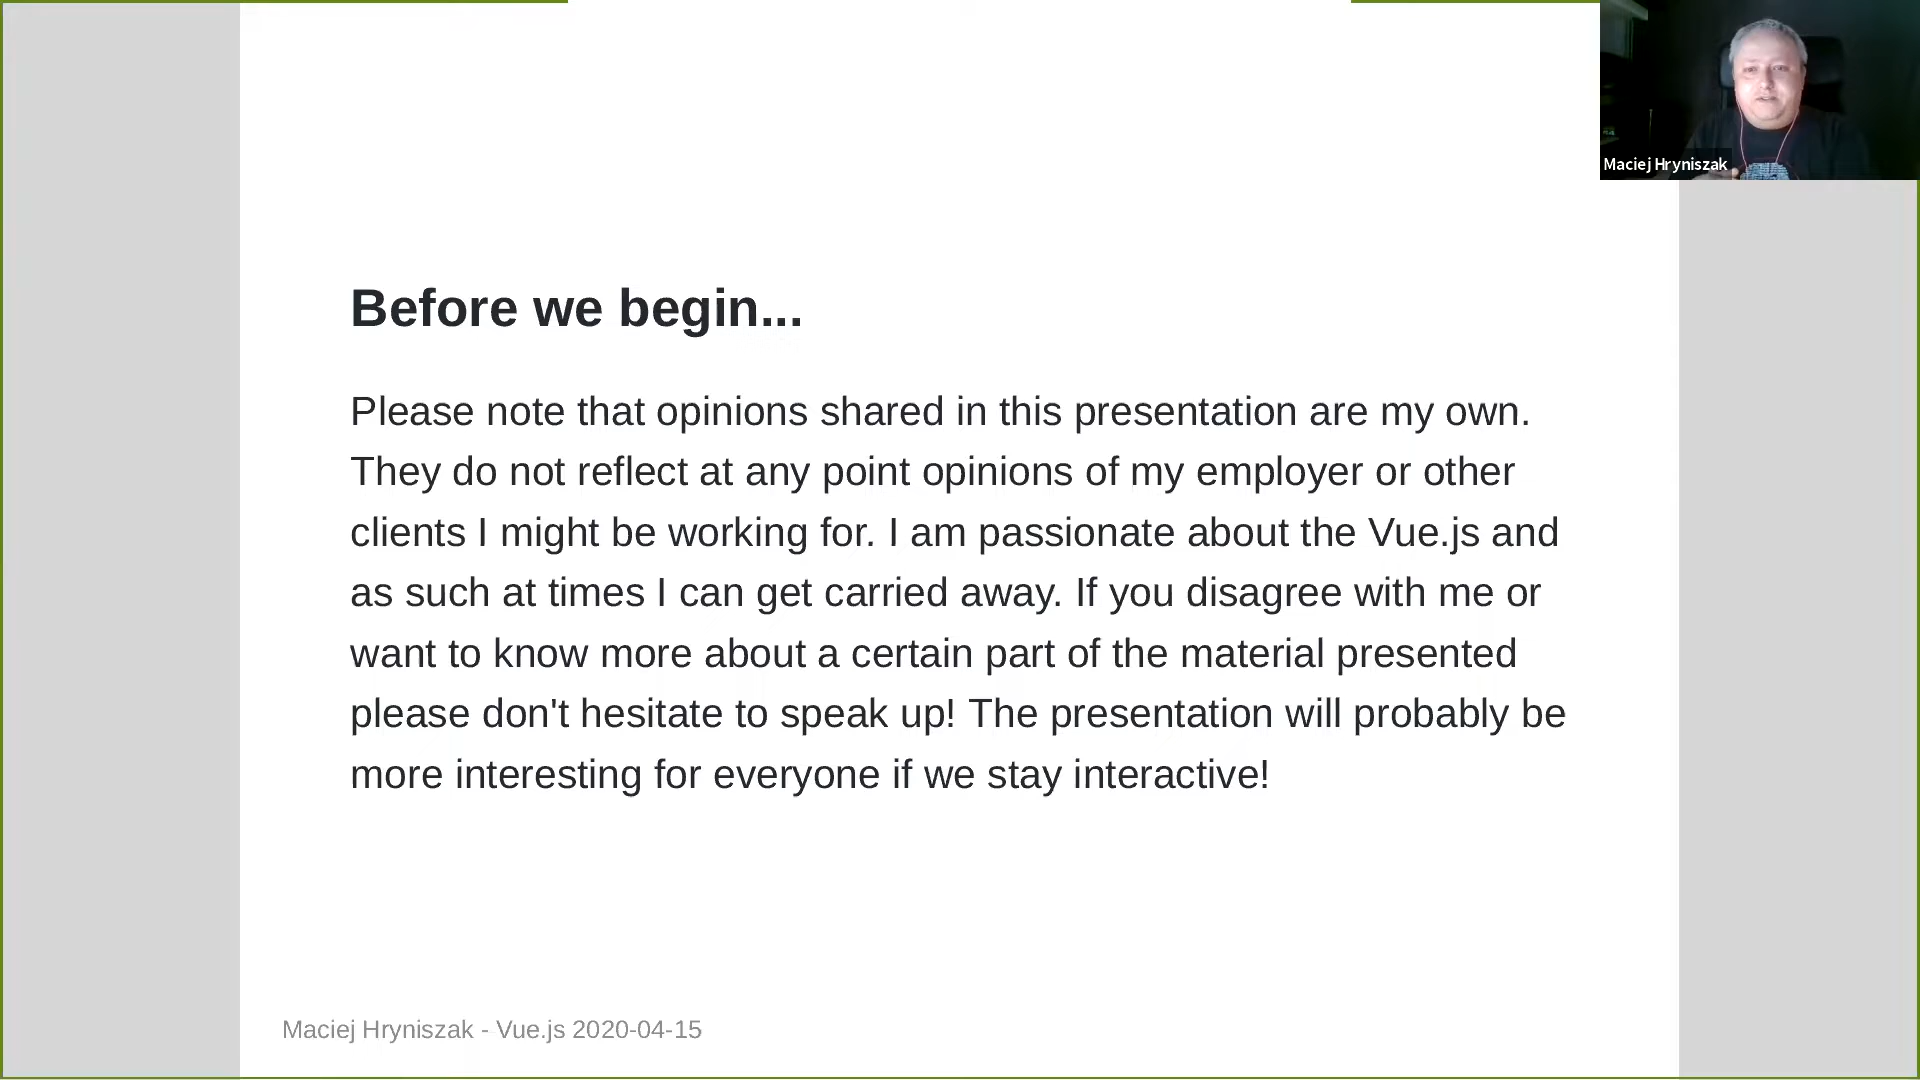 Maciej Hryniszak
Before we begin...
Please note that opinions shared in this presentation are my own.
They do not reflect at any point opinions of my employer or other
clients I might be working for. I am passionate about the Vue.js and
as such at times I can get carried away. If you disagree with me or
want to know more about a certain part of the material presented
please don't hesitate to speak up! The presentation will probably be
more interesting for everyone if we stay interactive!
Maciej Hryniszak - Vue.js 2020-04-15